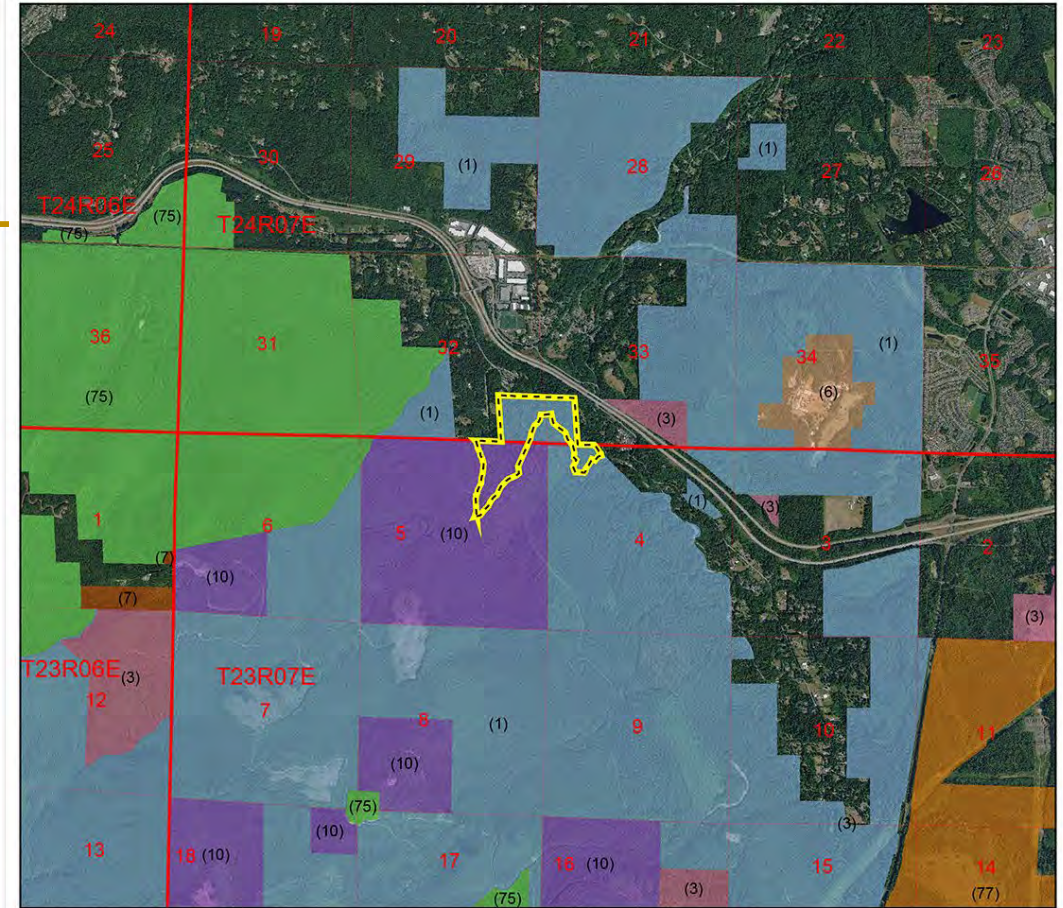 24 19 20 21 22 23
25 30 29 (1) 28 (1) 27 26
T24R06E (75) T24R07E
(75)
36 31 32 33 34 (1) 35
(75) (1) (3) (6)
1 6 5 (10) 4 (1) (3) 3 2
(7) (10)
(7) (3)
T23R06E (3) T23R07E
12 7 8 (1) 9 10 11
(10)
(75)
(10) (3)
13 18 (10) 17 16 (10) 15 14
(75) (3) (77)